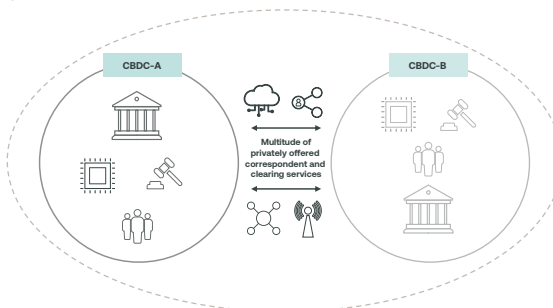 CBDC-A
CBDC-B
Multitude of
privately offered
correspondent and
clearing services